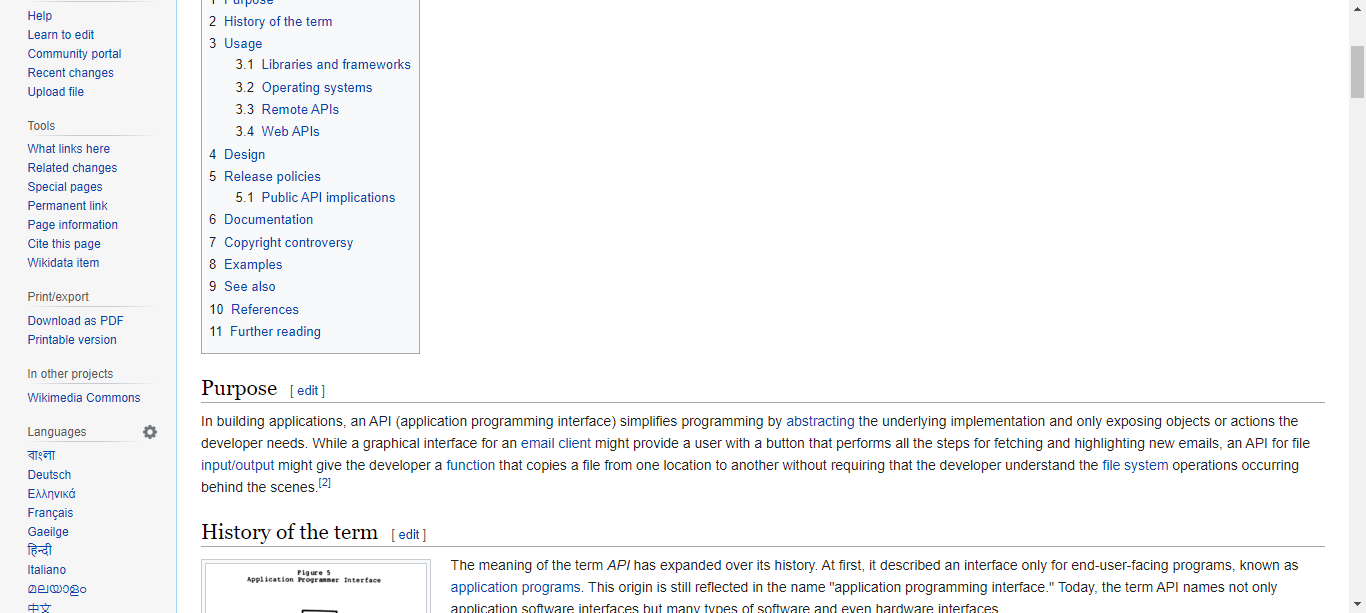 Help
Learn to edit
Community portal
Recent changes
Upload file
Tools
What links here
Related changes
Special pages
Permanent link
Page information
Cite this page
Wikidata item
Print/export
Download as PDF
Printable version
In other projects
Wikimedia Commons
Languages
বাংলা
Deutsch
Ελληνικά
Français
Gaeilge
हिन्दी
Italiano
മലയാളം
中文
1 Purpose
2 History of the term
3 Usage
3.1 Libraries and frameworks
3.2 Operating systems
3.3 Remote APIs
3.4 Web APIs
4 Design
5 Release policies
5.1 Public API implications
6 Documentation
7 Copyright controversy
8 Examples
9 See also
10 References
11 Further reading
Purpose [ edit ]
In building applications, an API (application programming interface) simplifies programming by abstracting the underlying implementation and only exposing objects or actions the
developer needs. While a graphical interface for an email client might provide a user with a button that performs all the steps for fetching and highlighting new emails, an API for file
input/output might give the developer a function that copies a file from one location to another without requiring that the developer understand the file system operations occurring
behind the scenes.[2]
History of the term [ edit ]
Figure 5
Application Programmer Interface
The meaning of the term API has expanded over its history. At first, it described an interface only for end-user-facing programs, known as
application programs. This origin is still reflected in the name "application programming interface." Today, the term API names not only
application software interfaces but many types of software and even hardware interfaces